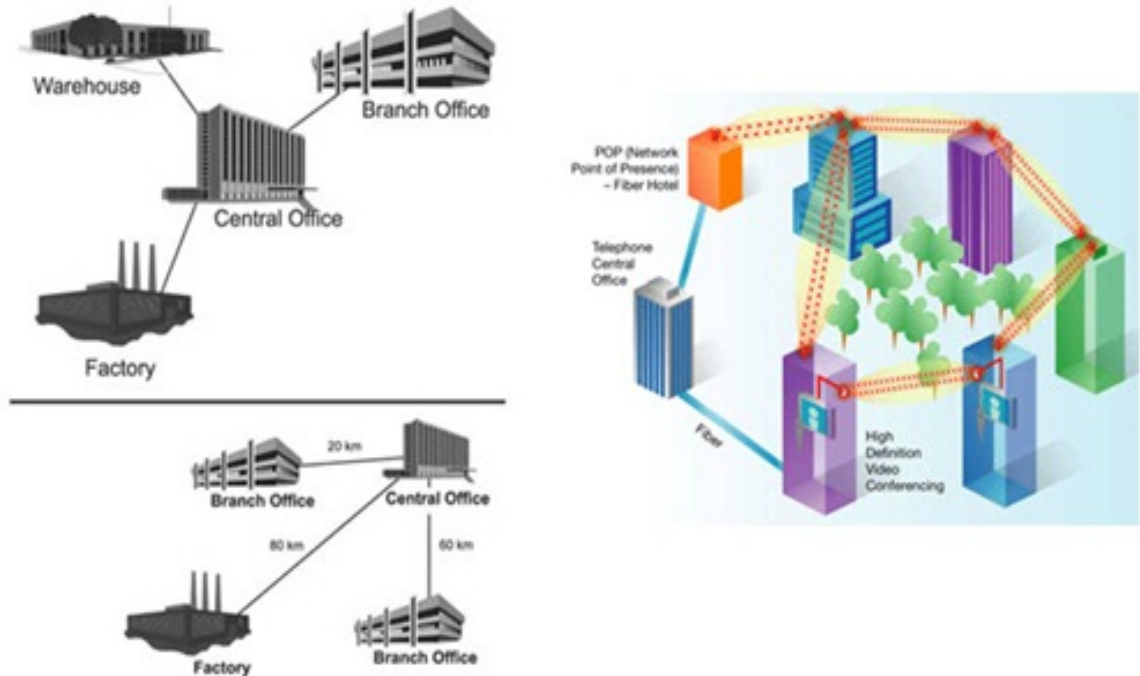 Warehouse
Branch Office
Central Office
Factory
20 km
Branch Office
Central Office
80 km
60 km
Factory
Branch Office
POP (Network
Point of Presence)
– Fiber Hotel
Telephone
Central
Office
Fiber
High
Definition
Video
Conferencing